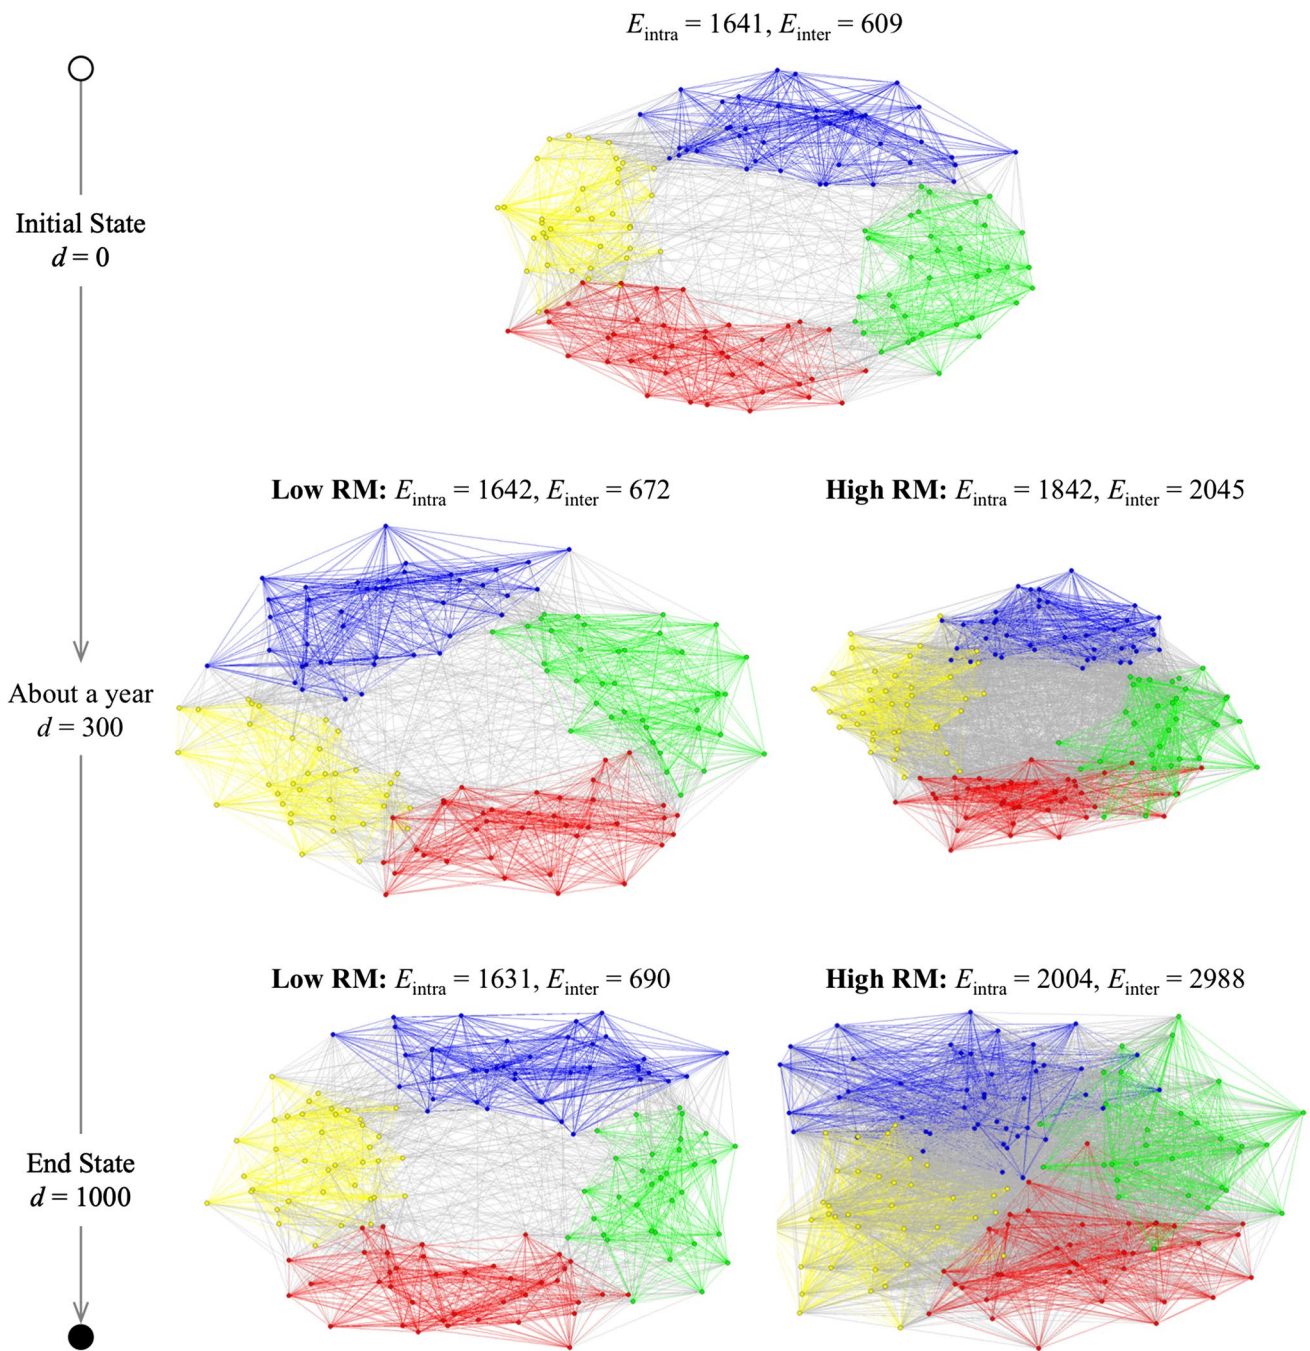 E_intra = 1641, E_inter = 609
Initial State
d = 0
Low RM: E_intra = 1642, E_inter = 672
High RM: E_intra = 1842, E_inter = 2045
About a year
d = 300
Low RM: E_intra = 1631, E_inter = 690
High RM: E_intra = 2004, E_inter = 2988
End State
d = 1000